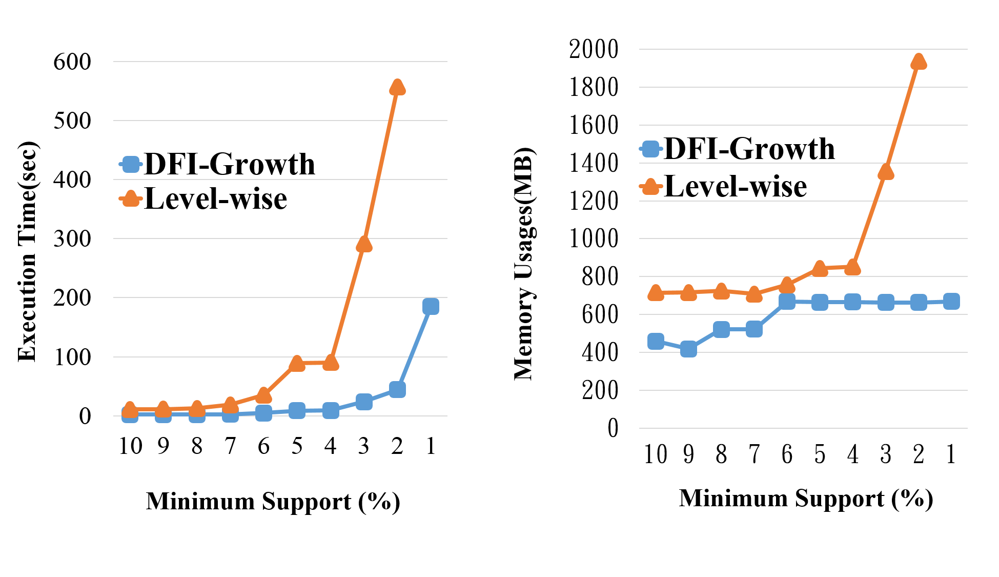 600
500
400
300
200
100
0
Execution Time(sec)
DFI-Growth
Level-wise
10 9 8 7 6 5 4 3 2 1
Minimum Support (%)
2000
1800
1600
1400
1200
1000
800
600
400
200
0
Memory Usages(MB)
DFI-Growth
Level-wise
10 9 8 7 6 5 4 3 2 1
Minimum Support (%)